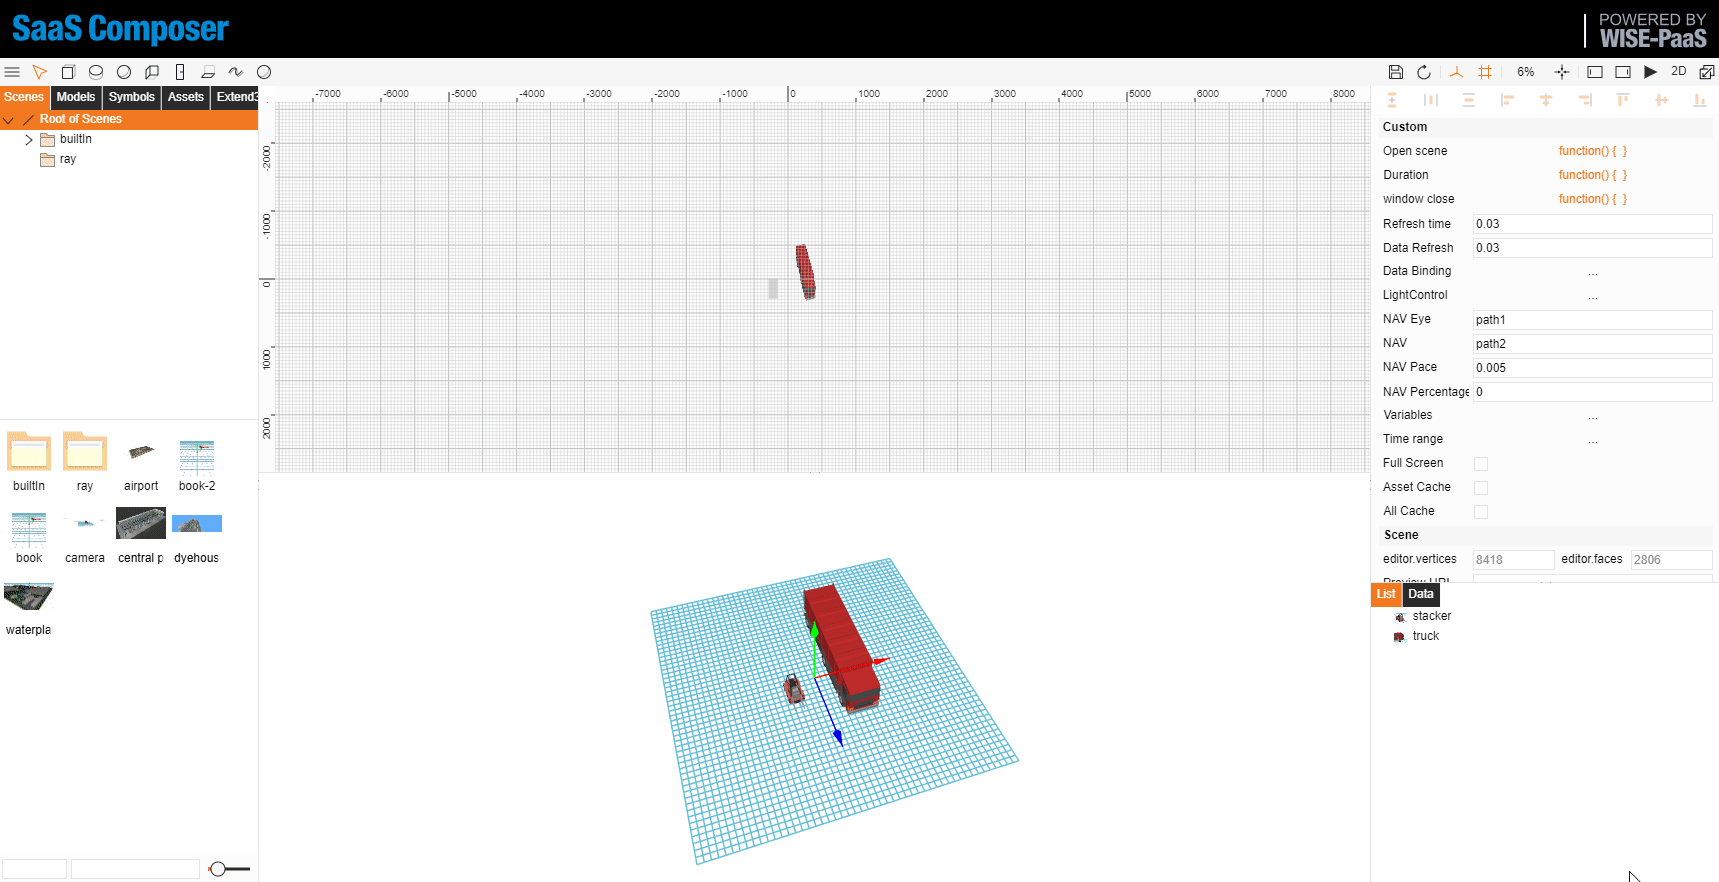 SaaS Composer
POWERED BY
WISE-PaaS
6%
2D
Scenes
Models
Symbols
Assets
Root of Scenes
builtIn
ray
-7000
-6000
-5000
-4000
-3000
-2000
-1000
0
1000
2000
3000
4000
5000
6000
7000
8000
-2000
-1000
0
1000
2000
builtIn
ray
airport
book-2
book
camera
central p
dyehous
waterpla
Custom
Open scene function() { }
Duration function() { }
window close function() { }
Refresh time 0.03
Data Refresh 0.03
Data Binding ...
LightControl ...
NAV Eye path1
NAV path2
NAV Pace 0.005
NAV Percentage 0
Variables ...
Time range ...
Full Screen
Asset Cache
All Cache
Scene
editor.vertices 8418 editor.faces 2806
List
Data
stacker
truck